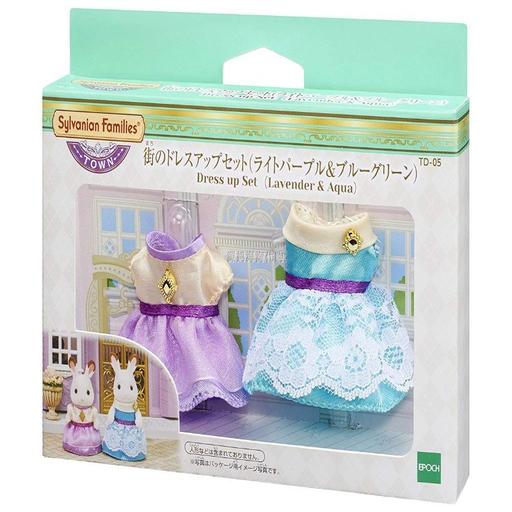 Sylvanian Families®
TOWN
まち
街のドレスアップセット(ライトパープル&ブルーグリーン)
TD-05
Dress up Set (Lavender & Aqua)
人形などは含まれておりません。
※写真はパッケージ用イメージ写真です。
EPOCH